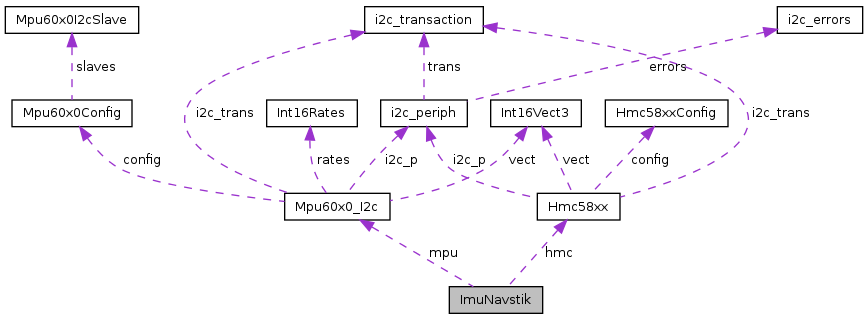 Mpu60x0I2cSlave
i2c_transaction
i2c_errors
slaves
trans
errors
Mpu60x0Config
i2c_trans
Int16Rates
i2c_periph
Int16Vect3
Hmc58xxConfig
i2c_trans
config
rates
i2c_p
i2c_p
vect
vect
config
Mpu60x0_I2c
Hmc58xx
mpu
hmc
ImuNavstik